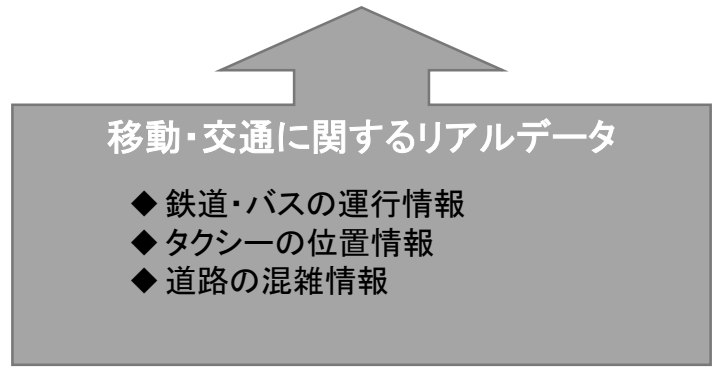 移動・交通に関するリアルデータ
◆ 鉄道・バスの運行情報
◆ タクシーの位置情報
◆ 道路の混雑情報